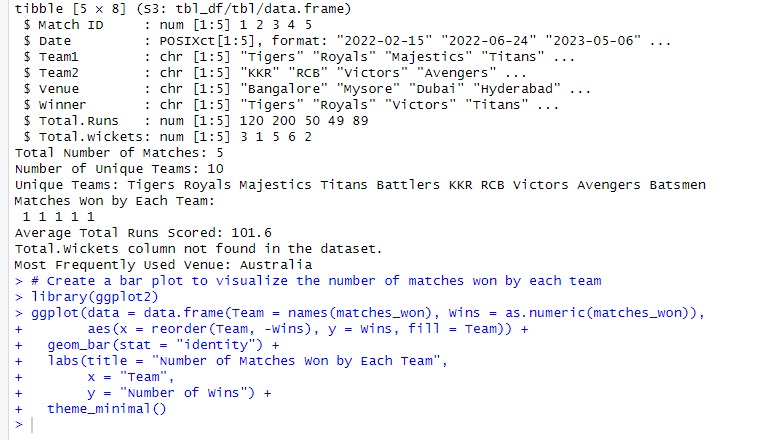 tibble [5 × 8] (S3: tbl_df/tbl/data.frame)
$ Match ID     : num [1:5] 1 2 3 4 5
$ Date         : POSIXct[1:5], format: "2022-02-15" "2022-06-24" "2023-05-06" ...
$ Team1        : chr [1:5] "Tigers" "Royals" "Majestics" "Titans" ...
$ Team2        : chr [1:5] "KKR" "RCB" "Victors" "Avengers" ...
$ Venue        : chr [1:5] "Bangalore" "Mysore" "Dubai" "Hyderabad" ...
$ Winner       : chr [1:5] "Tigers" "Royals" "Victors" "Titans" ...
$ Total.Runs   : num [1:5] 120 200 50 49 89
$ Total.wickets: num [1:5] 3 1 5 6 2
Total Number of Matches: 5
Number of Unique Teams: 10
Unique Teams: Tigers Royals Majestics Titans Battlers KKR RCB Victors Avengers Batsmen
Matches Won by Each Team:
1 1 1 1 1
Average Total Runs Scored: 101.6
Total.Wickets column not found in the dataset.
Most Frequently Used Venue: Australia
> # Create a bar plot to visualize the number of matches won by each team
> library(ggplot2)
> ggplot(data = data.frame(Team = names(matches_won), Wins = as.numeric(matches_won)),
+        aes(x = reorder(Team, -Wins), y = Wins, fill = Team)) +
+   geom_bar(stat = "identity") +
+   labs(title = "Number of Matches Won by Each Team",
+        x = "Team",
+        y = "Number of Wins") +
+   theme_minimal()
>